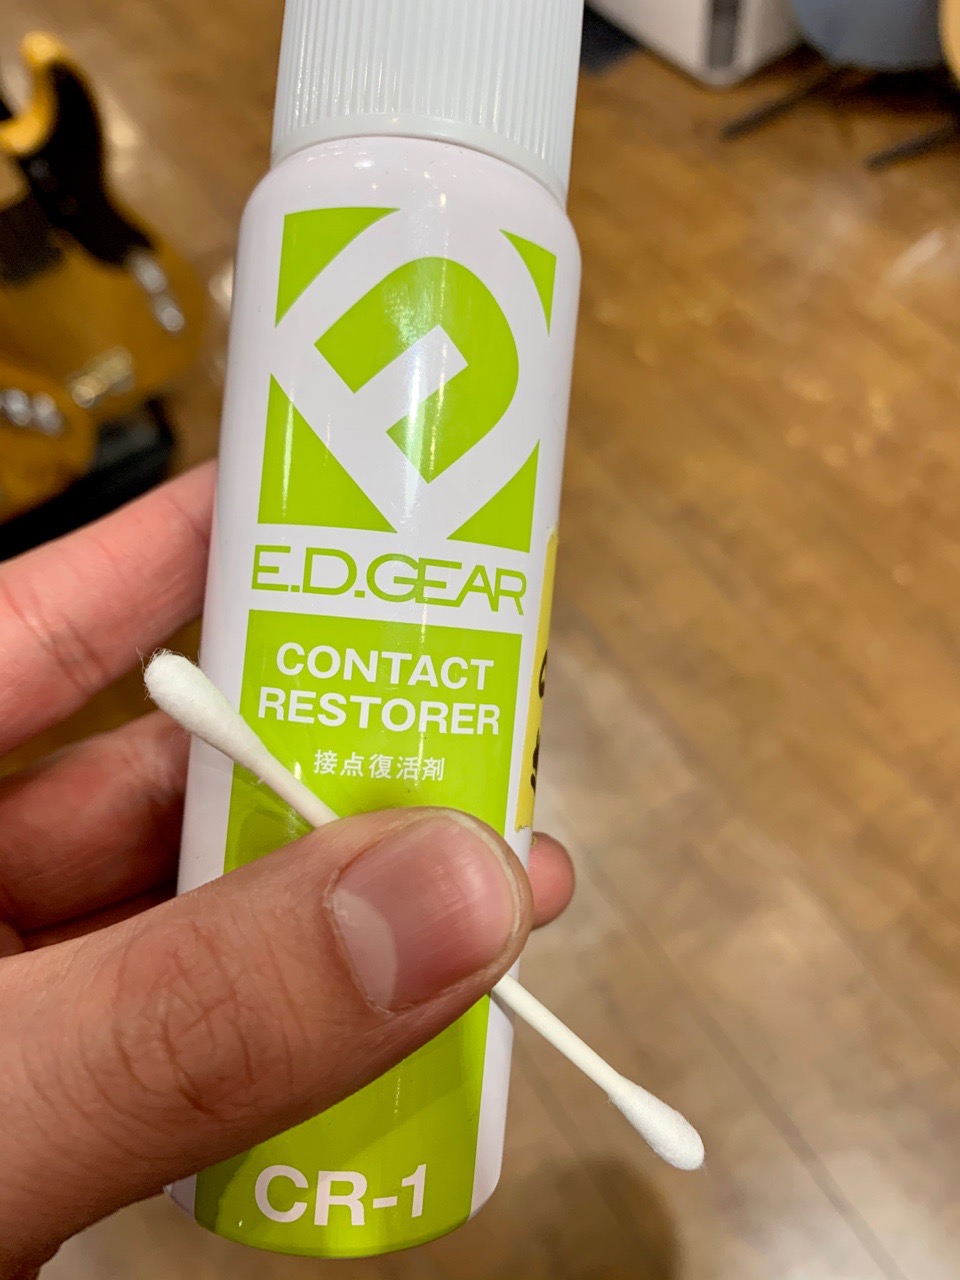 E.D.GEAR
CONTACT
RESTORER
接点復活剤
CR-1